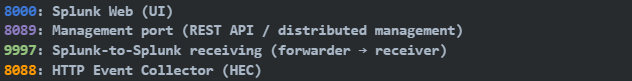 8000: Splunk Web (UI)
8089: Management port (REST API / distributed management)
9997: Splunk-to-Splunk receiving (forwarder → receiver)
8088: HTTP Event Collector (HEC)